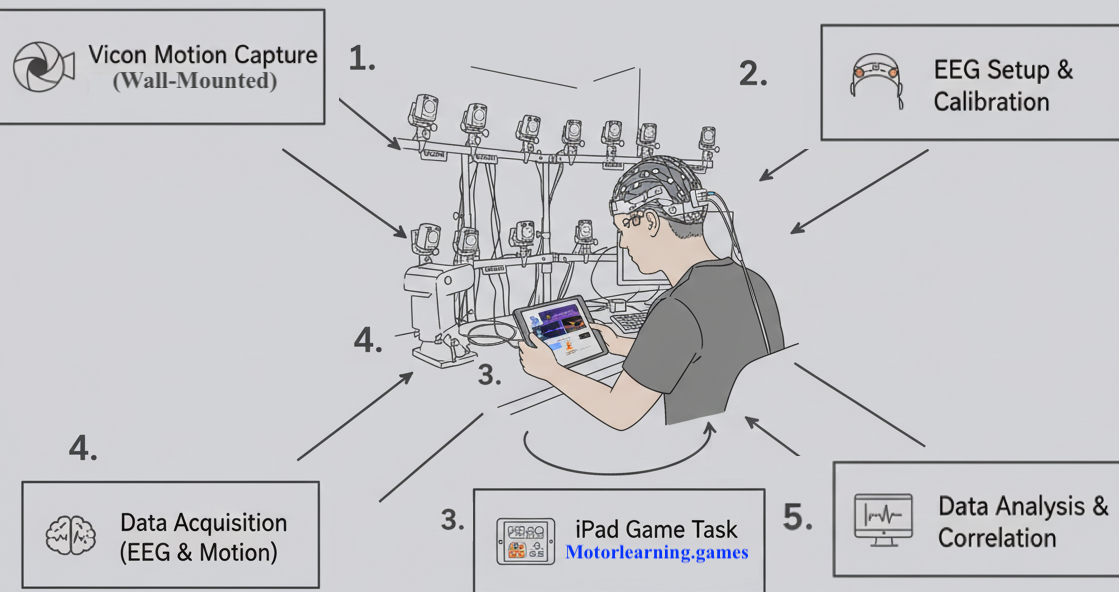 Vicon Motion Capture
(Wall-Mounted)
1.
2.
EEG Setup &
Calibration
4.
3.
4.
Data Acquisition
(EEG & Motion)
3.
iPad Game Task
Motorlearning.games
5.
Data Analysis &
Correlation